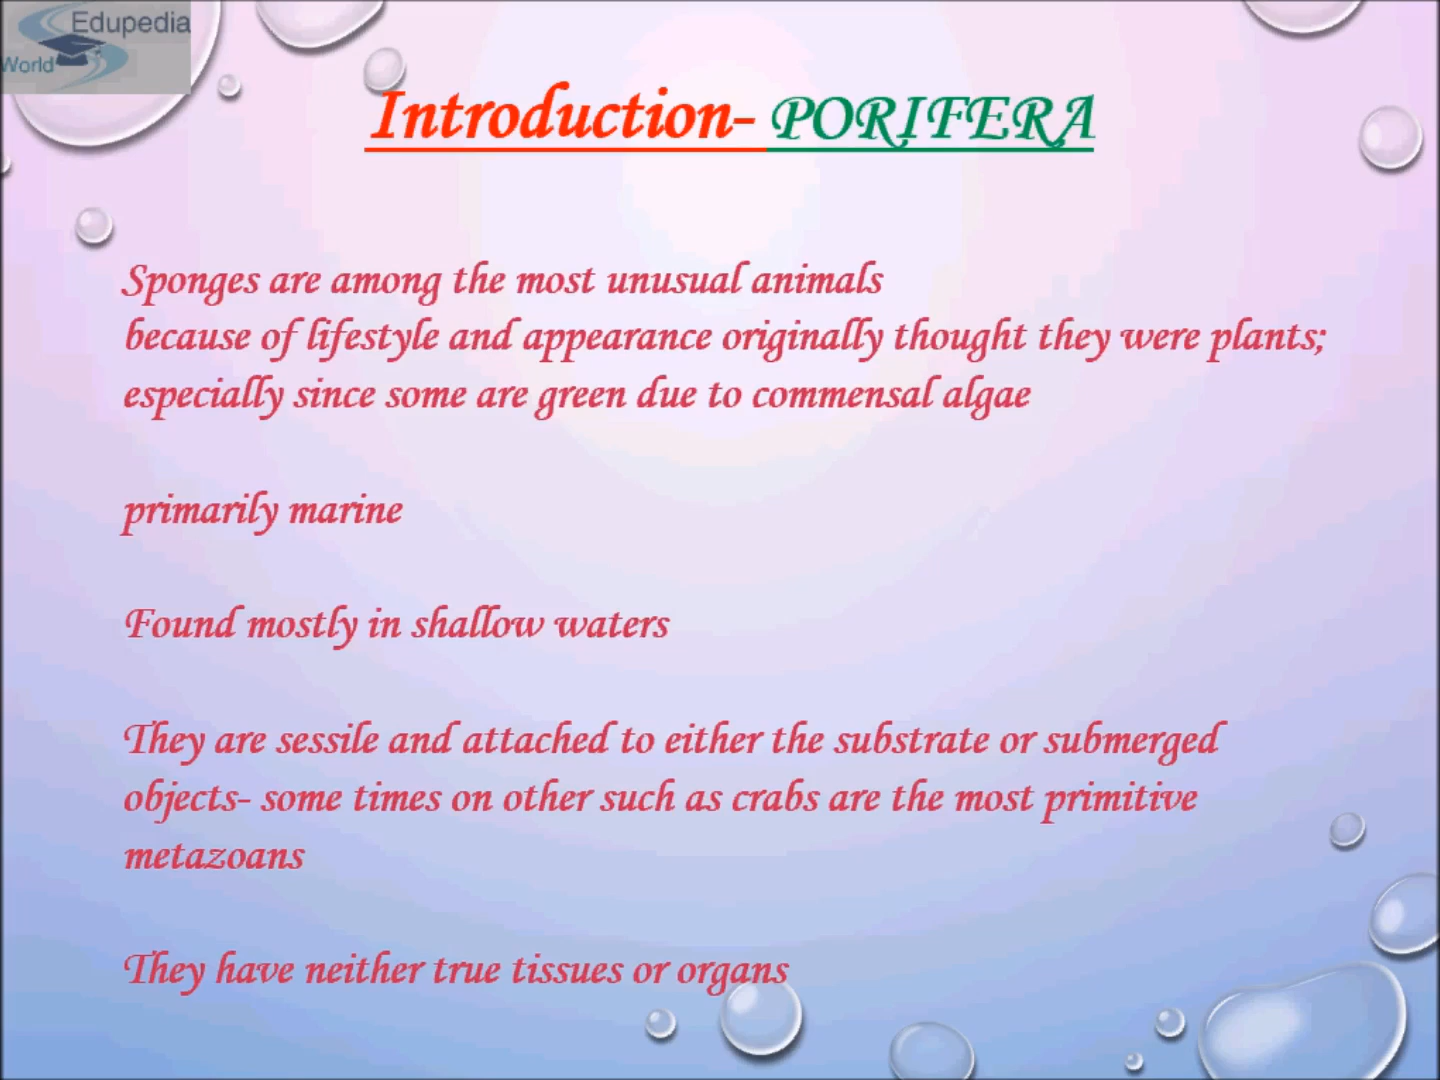 Edupedia
World
Introduction- PORIFERA
Sponges are among the most unusual animals
because of lifestyle and appearance originally thought they were plants;
especially since some are green due to commensal algae
primarily marine
Found mostly in shallow waters
They are sessile and attached to either the substrate or submerged
objects- some times on other such as crabs are the most primitive
metazoans
They have neither true tissues or organs